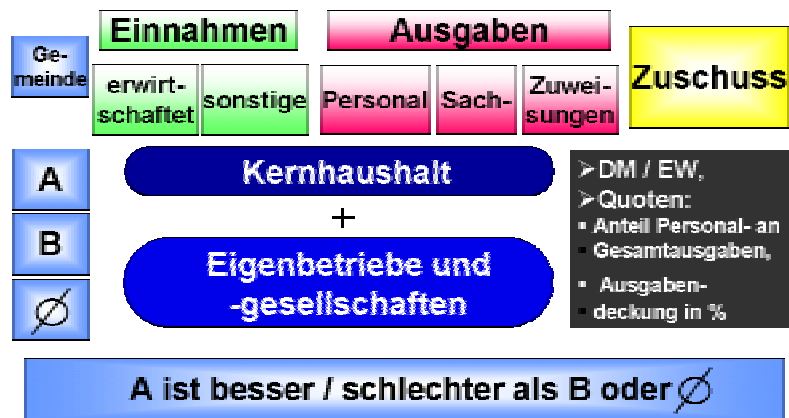 Einnahmen
Ausgaben
Ge-
meinde
Zuschuss
erwirt-
schaftet
sonstige
Personal
Sach-
Zuwei-
sungen
A
Kernhaushalt
+
B
Eigenbetriebe und
-gesellschaften
Ø
➢DM / EW,
➢Quoten:
▪ Anteil Personal- an
▪ Gesamtausgaben,
▪ Ausgaben-
▪ deckung in %
A ist besser / schlechter als B oder Ø